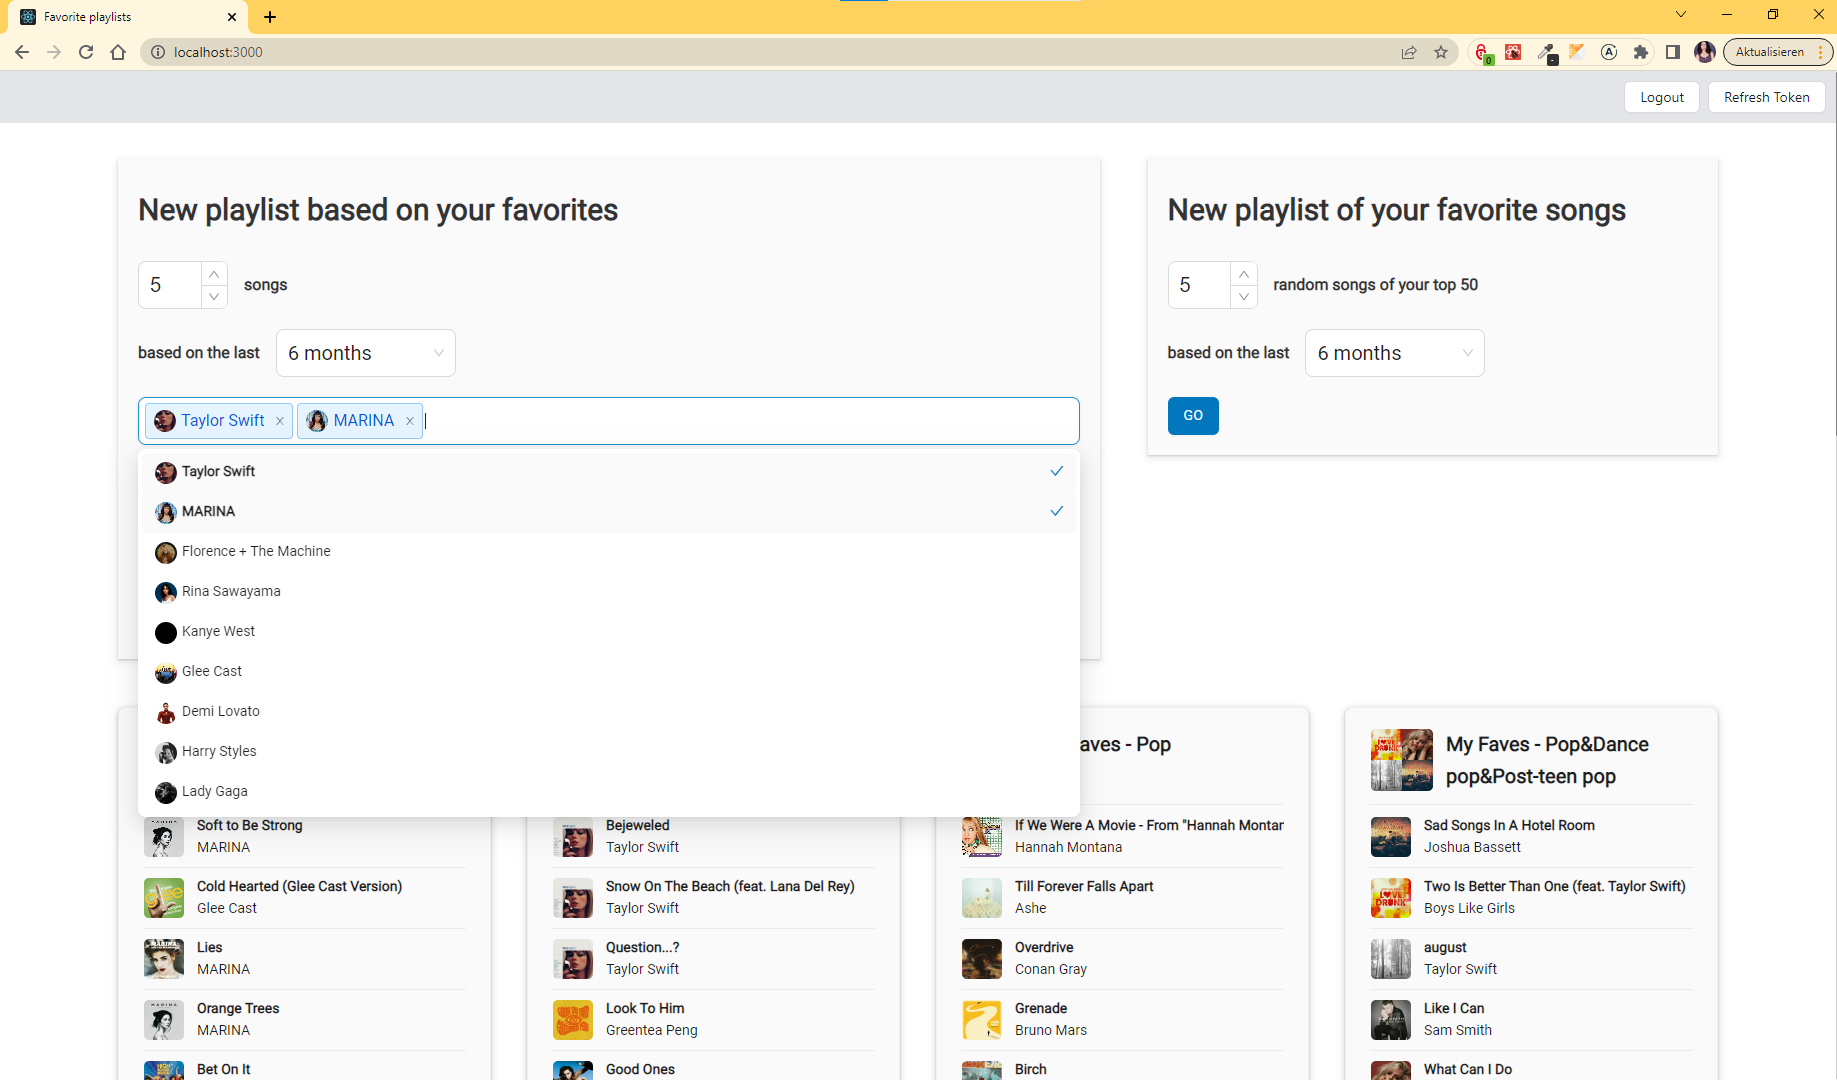 Favorite playlists
localhost:3000
0
Aktualisieren
Logout
Refresh Token
New playlist based on your favorites
5
songs
based on the last
6 months
Taylor Swift
MARINA
Taylor Swift
MARINA
Florence + The Machine
Rina Sawayama
Kanye West
Glee Cast
Demi Lovato
Harry Styles
Lady Gaga
New playlist of your favorite songs
5
random songs of your top 50
based on the last
6 months
GO
Soft to Be Strong
MARINA
Cold Hearted (Glee Cast Version)
Glee Cast
Lies
MARINA
Orange Trees
MARINA
Bet On It
Bejeweled
Taylor Swift
Snow On The Beach (feat. Lana Del Rey)
Taylor Swift
Question...?
Taylor Swift
Look To Him
Greentea Peng
Good Ones
aves - Pop
If We Were A Movie - From "Hannah Montar
Hannah Montana
Till Forever Falls Apart
Ashe
Overdrive
Conan Gray
Grenade
Bruno Mars
Birch
My Faves - Pop&Dance
pop&Post-teen pop
Sad Songs In A Hotel Room
Joshua Bassett
Two Is Better Than One (feat. Taylor Swift)
Boys Like Girls
august
Taylor Swift
Like I Can
Sam Smith
What Can I Do